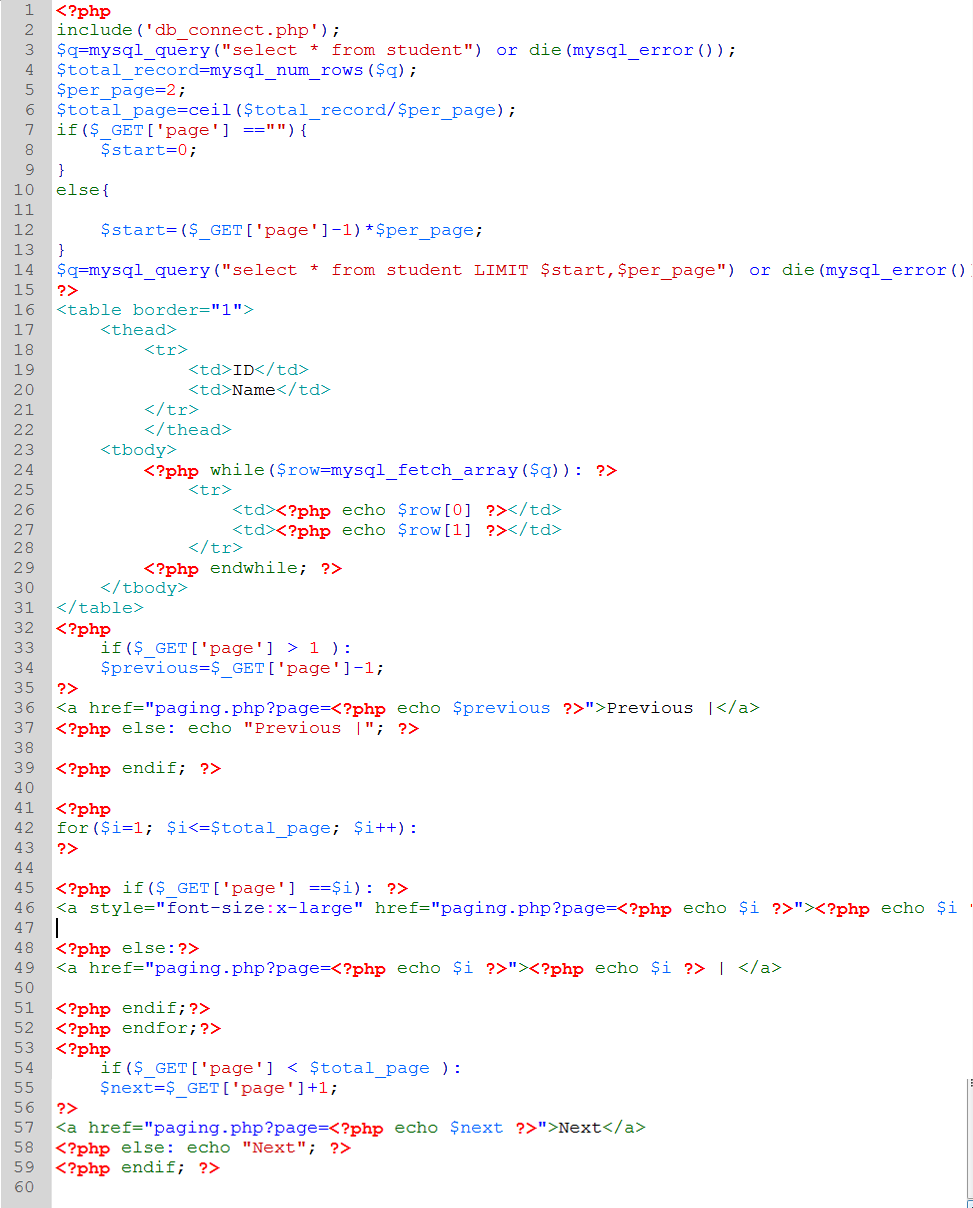 1 <?php
2 include('db_connect.php');
3 $q=mysql_query("select * from student") or die(mysql_error());
4 $total_record=mysql_num_rows($q);
5 $per_page=2;
6 $total_page=ceil($total_record/$per_page);
7 if($_GET['page'] ==""){
8     $start=0;
9 }
10 else{
11
12     $start=($_GET['page']-1)*$per_page;
13 }
14 $q=mysql_query("select * from student LIMIT $start,$per_page") or die(mysql_error()
15 ?>
16 <table border="1">
17     <thead>
18         <tr>
19             <td>ID</td>
20             <td>Name</td>
21         </tr>
22         </thead>
23     <tbody>
24         <?php while($row=mysql_fetch_array($q)): ?>
25             <tr>
26                 <td><?php echo $row[0] ?></td>
27                 <td><?php echo $row[1] ?></td>
28             </tr>
29         <?php endwhile; ?>
30     </tbody>
31 </table>
32 <?php
33     if($_GET['page'] > 1 ):
34     $previous=$_GET['page']-1;
35 ?>
36 <a href="paging.php?page=<?php echo $previous ?>">Previous |</a>
37 <?php else: echo "Previous |"; ?>
38
39 <?php endif; ?>
40
41 <?php
42 for($i=1; $i<=$total_page; $i++):
43 ?>
44
45 <?php if($_GET['page'] ==$i): ?>
46 <a style="font-size:x-large" href="paging.php?page=<?php echo $i ?>"><?php echo $i
47
48 <?php else:?>
49 <a href="paging.php?page=<?php echo $i ?>"><?php echo $i ?> | </a>
50
51 <?php endif;?>
52 <?php endfor;?>
53 <?php
54     if($_GET['page'] < $total_page ):
55     $next=$_GET['page']+1;
56 ?>
57 <a href="paging.php?page=<?php echo $next ?>">Next</a>
58 <?php else: echo "Next"; ?>
59 <?php endif; ?>
60